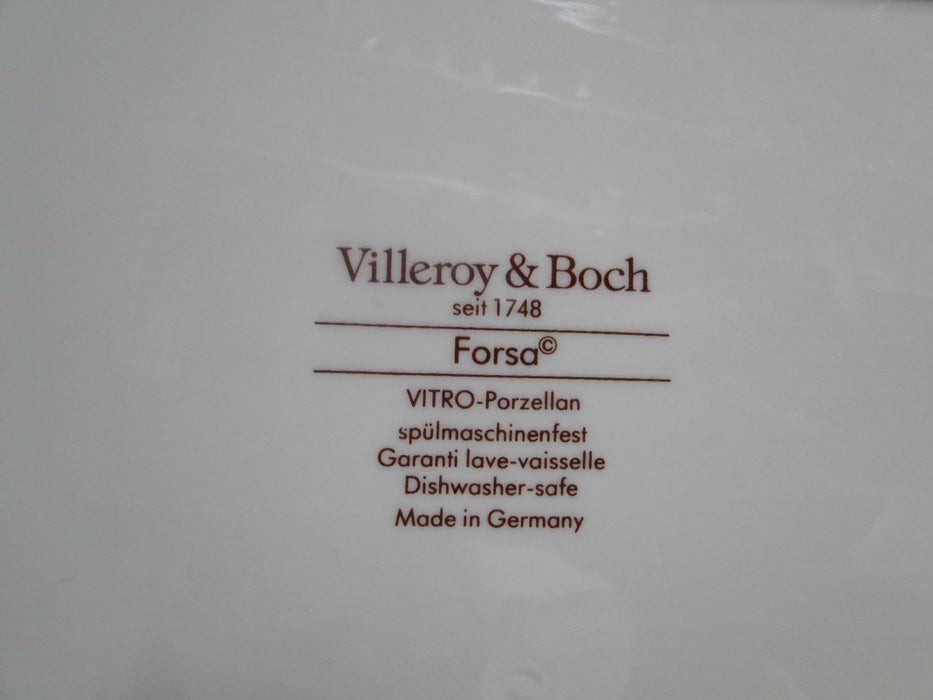 Villeroy & Boch
seit 1748
Forsa©
VITRO-Porzellan
spülmaschinenfest
Garanti lave-vaisselle
Dishwasher-safe
Made in Germany